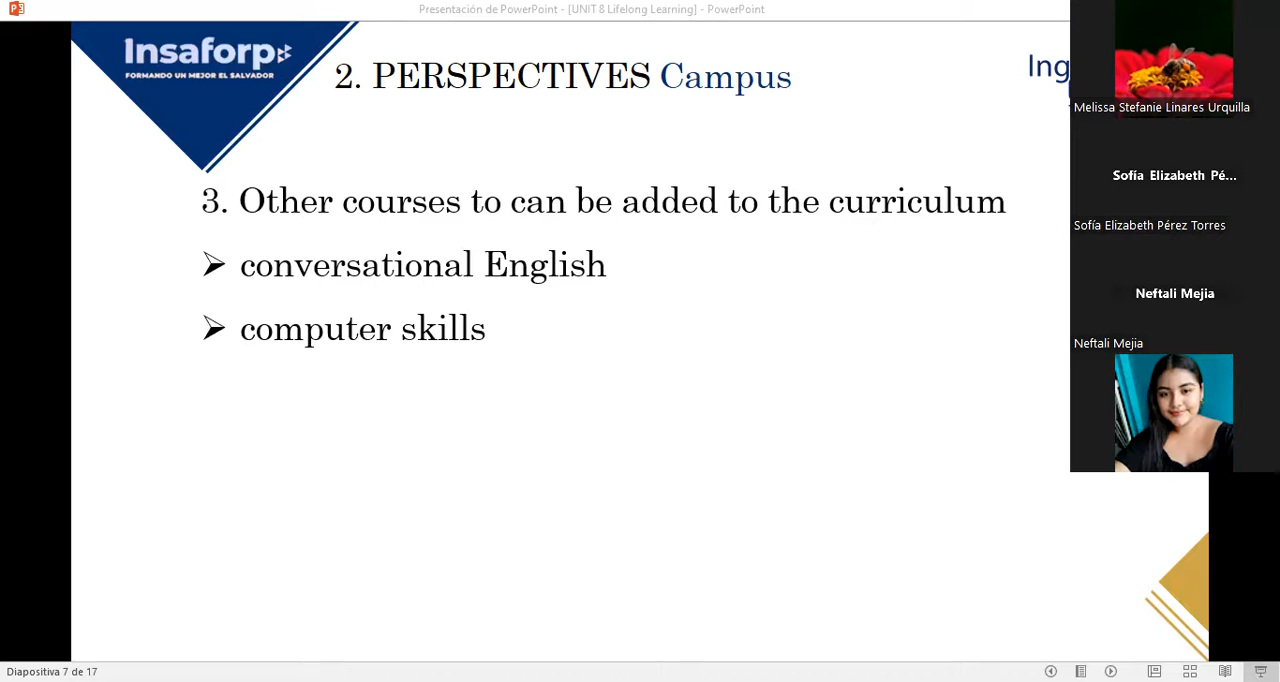 Presentación de PowerPoint - [UNIT 8 Lifelong Learning] - PowerPoint
Insaforp
FORMANDO UN MEJOR EL SALVADOR
2. PERSPECTIVES Campus
Ing
Melissa Stefanie Linares Urquilla
3. Other courses to can be added to the curriculum
Sofía Elizabeth Pé...
Sofía Elizabeth Pérez Torres
➢ conversational English
Neftali Mejia
➢ computer skills
Neftali Mejia
Diapositiva 7 de 17